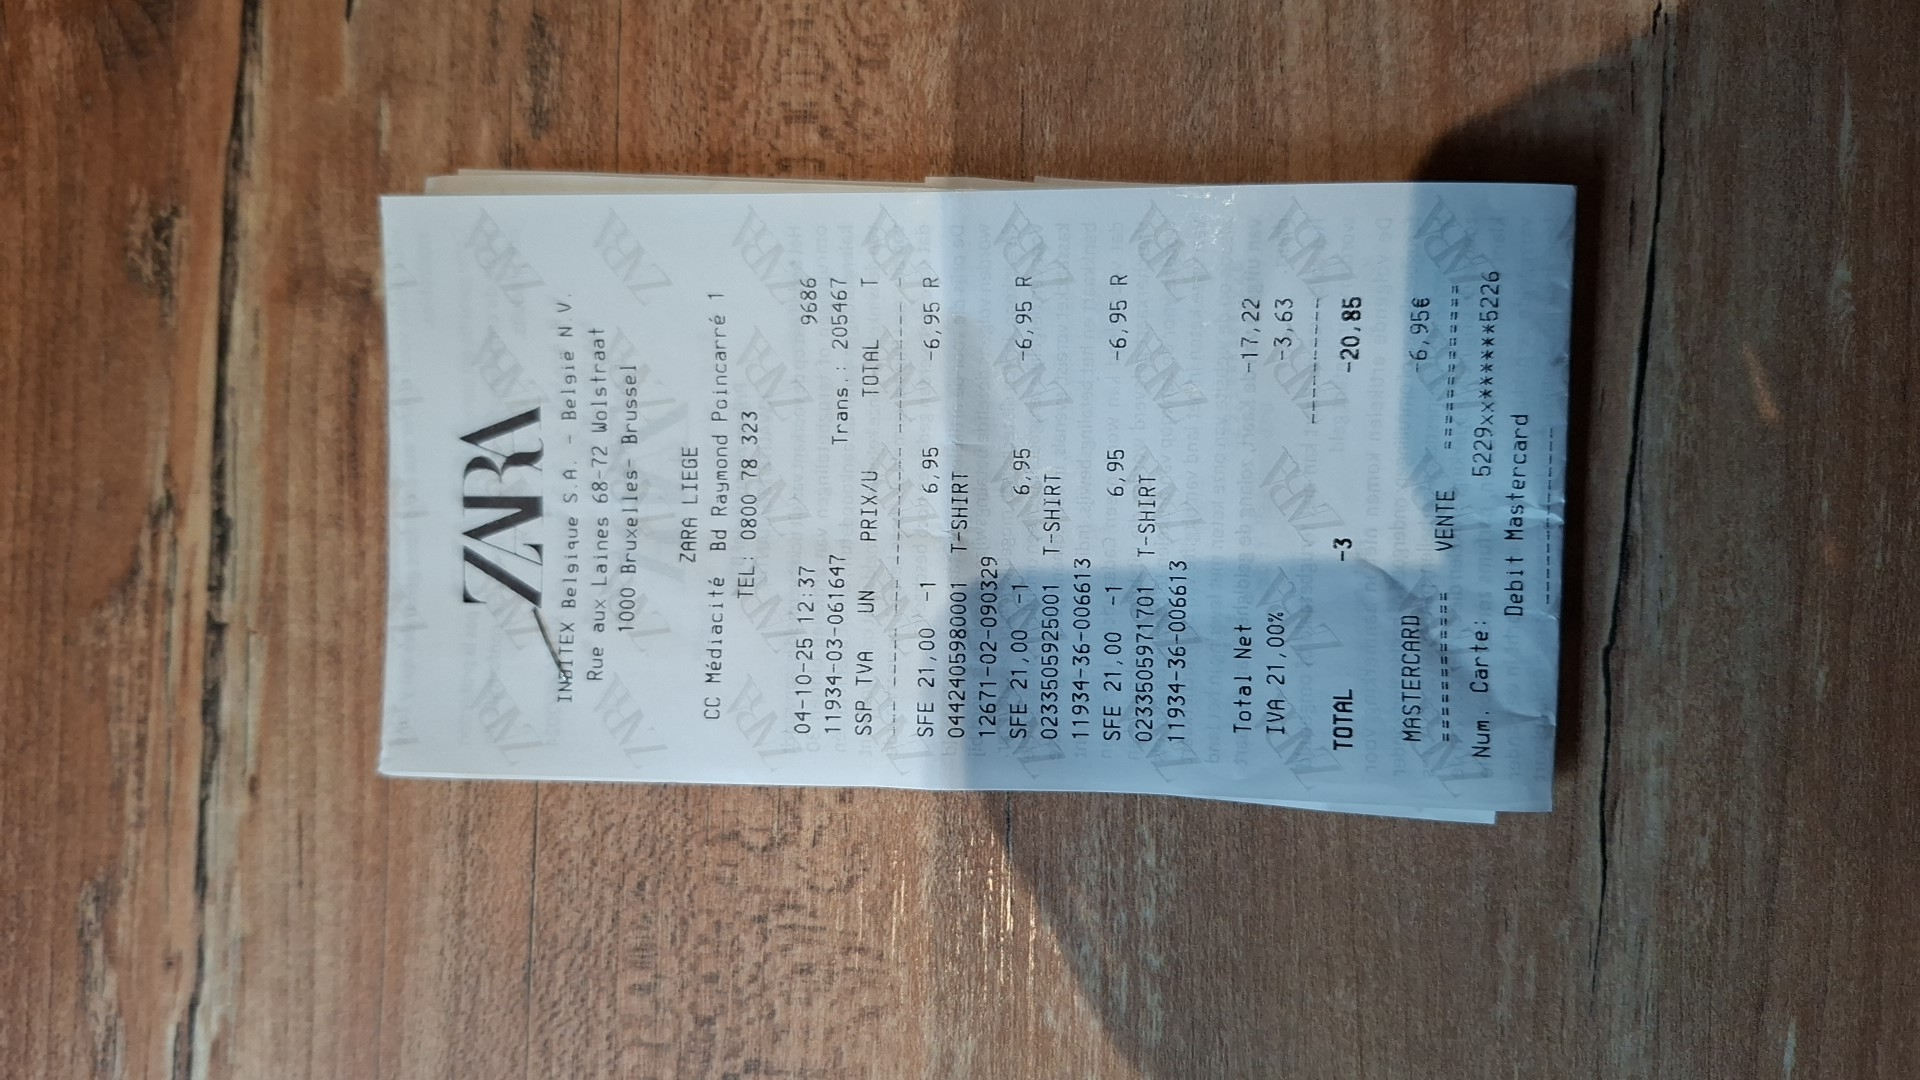 ZARA
INDITEX Belgique S.A. - België N.V.
Rue aux Laines 68-72 Wolstraat
1000 Bruxelles- Brussel
ZARA LIEGE
CC Médiacité Bd Raymond Poincarré 1
TEL: 0800 78 323
04-10-25 12:37 9686
11934-03-061647 Trans.: 205467
SSP TVA UN PRIX/U TOTAL T
SFE 21,00 -1 6,95 -6,95 R
0442405980001 T-SHIRT
12671-02-090329
SFE 21,00 -1 6,95 -6,95 R
0233505925001 T-SHIRT
11934-36-006613
SFE 21,00 -1 6,95 -6,95 R
0233505971701 T-SHIRT
11934-36-006613
Total Net -17,22
IVA 21,00% -3,63
TOTAL -3 -20,85
MASTERCARD -6,95€
============ VENTE ============
Num. Carte: 5229xx******5226
Debit Mastercard